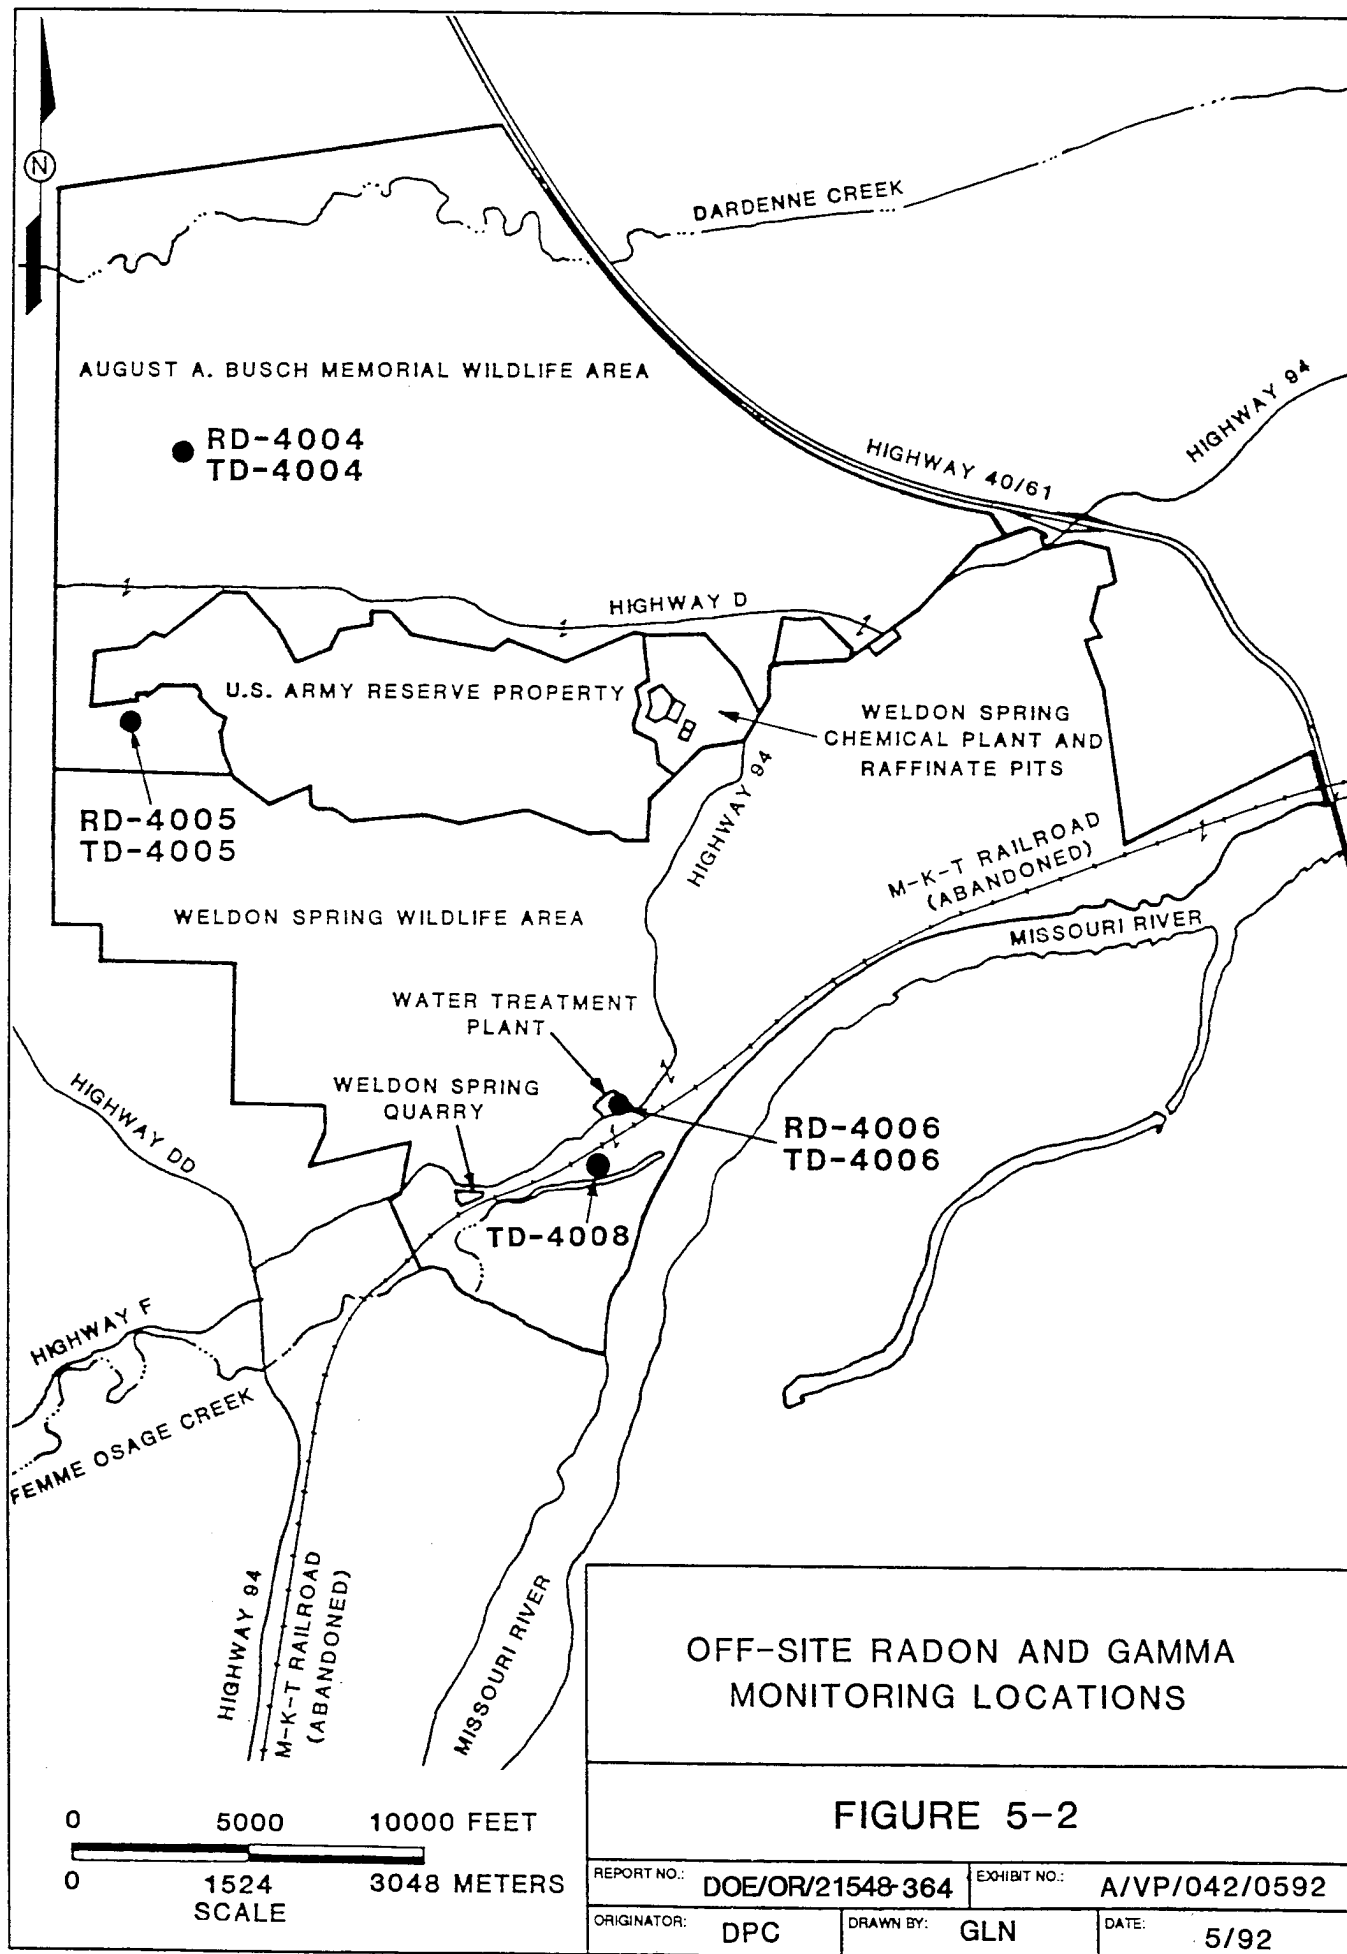 N
DARDENNE CREEK
AUGUST A. BUSCH MEMORIAL WILDLIFE AREA
RD-4004
TD-4004
HIGHWAY 94
HIGHWAY 40/61
HIGHWAY D
U.S. ARMY RESERVE PROPERTY
WELDON SPRING
CHEMICAL PLANT AND
RAFFINATE PITS
RD-4005
TD-4005
HIGHWAY 94
M-K-T RAILROAD
(ABANDONED)
WELDON SPRING WILDLIFE AREA
MISSOURI RIVER
WATER TREATMENT
PLANT
WELDON SPRING
QUARRY
HIGHWAY DD
RD-4006
TD-4006
TD-4008
HIGHWAY F
FEMME OSAGE CREEK
HIGHWAY 94
M-K-T RAILROAD
(ABANDONED)
MISSOURI RIVER
OFF-SITE RADON AND GAMMA
MONITORING LOCATIONS
FIGURE 5-2
0 5000 10000 FEET
0 1524 3048 METERS
SCALE
REPORT NO.: DOE/OR/21548-364 EXHIBIT NO.: A/VP/042/0592
ORIGINATOR: DPC DRAWN BY: GLN DATE: 5/92